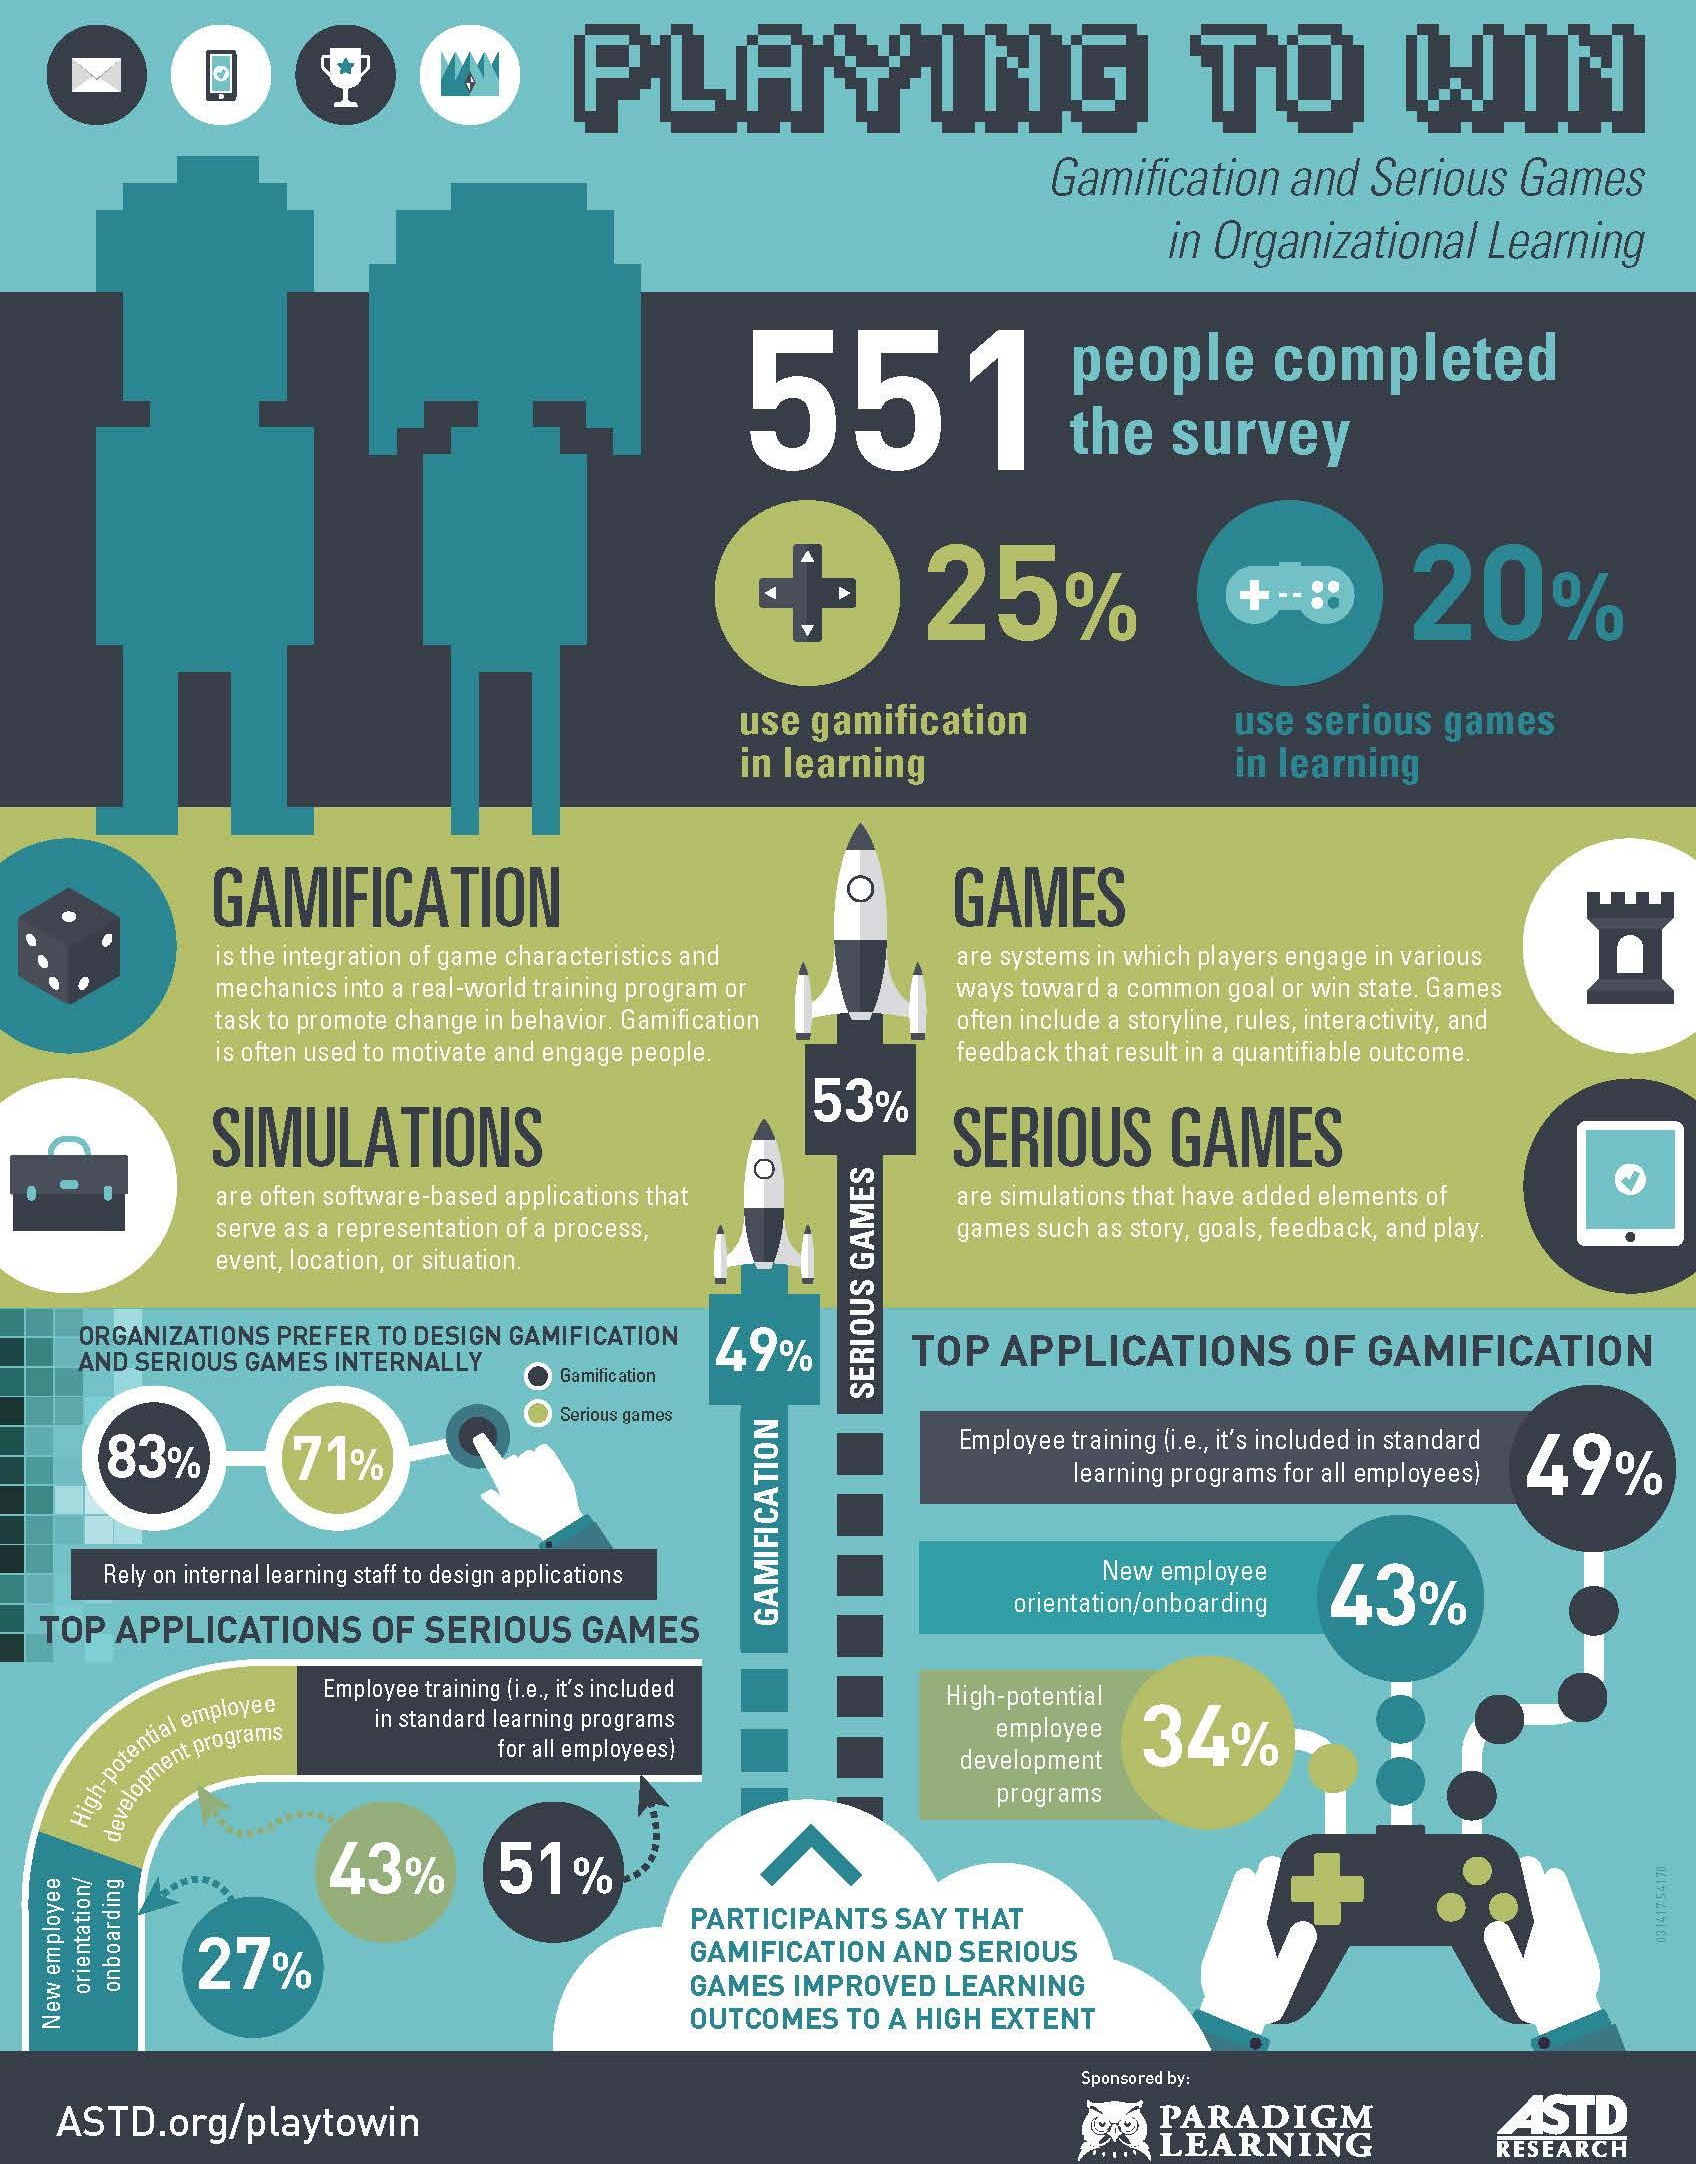 PLAYING TO WIN
Gamification and Serious Games
in Organizational Learning
551
people completed
the survey
25%
use gamification
in learning
20%
use serious games
in learning
GAMIFICATION
is the integration of game characteristics and
mechanics into a real-world training program or
task to promote change in behavior. Gamification
is often used to motivate and engage people.
GAMES
are systems in which players engage in various
ways toward a common goal or win state. Games
often include a storyline, rules, interactivity, and
feedback that result in a quantifiable outcome.
SIMULATIONS
are often software-based applications that
serve as a representation of a process,
event, location, or situation.
SERIOUS GAMES
are simulations that have added elements of
games such as story, goals, feedback, and play.
53%
SERIOUS GAMES
49%
GAMIFICATION
ORGANIZATIONS PREFER TO DESIGN GAMIFICATION
AND SERIOUS GAMES INTERNALLY
Gamification
Serious games
83%
71%
Rely on internal learning staff to design applications
TOP APPLICATIONS OF SERIOUS GAMES
Employee training (i.e., it's included
in standard learning programs
for all employees)
High-potential employee
development programs
New employee
orientation/
onboarding
43%
51%
27%
PARTICIPANTS SAY THAT
GAMIFICATION AND SERIOUS
GAMES IMPROVED LEARNING
OUTCOMES TO A HIGH EXTENT
TOP APPLICATIONS OF GAMIFICATION
Employee training (i.e., it's included in standard
learning programs for all employees)
49%
New employee
orientation/onboarding
43%
High-potential
employee
development
programs
34%
031417.54170
ASTD.org/playtowin
Sponsored by:
PARADIGM
LEARNING
ASTD
RESEARCH